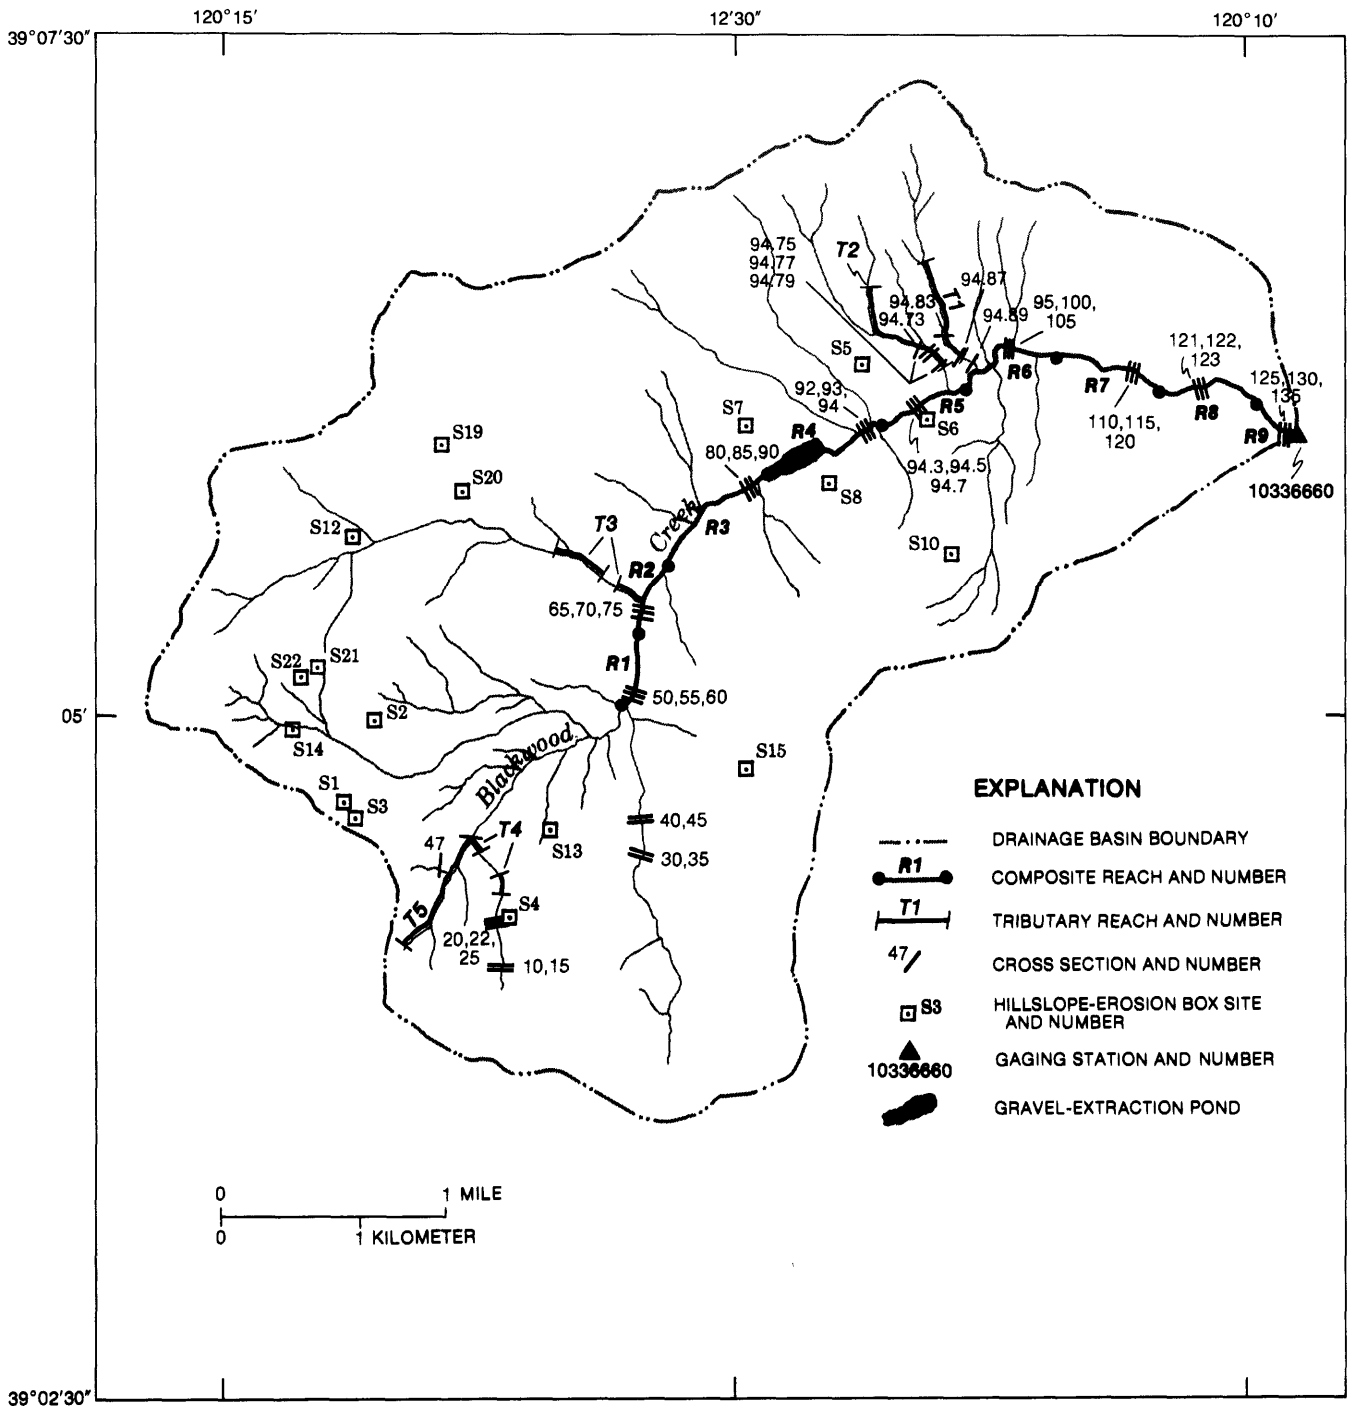 120°15′
12′30″
120°10′
39°07′30″
94.75
94.77
94.79
T2
94.87
94.83
T1
94.73
94.89
95,100,
105
S5
121,122,
123
R6
R7
125,130,
135
92,93,
94
R5
R8
S7
S6
110,115,
120
R9
R4
S19
80,85,90
94.3,94.5,
94.7
10336660
S20
S8
S12
T3
Creek
R3
S10
R2
65,70,75
S22
S21
R1
50,55,60
05′
S2
S14
Blackwood
S15
S1
S3
EXPLANATION
40,45
T4
47
S13
30,35
DRAINAGE BASIN BOUNDARY
R1
COMPOSITE REACH AND NUMBER
T5
S4
T1
TRIBUTARY REACH AND NUMBER
20,22,
25
10,15
47
CROSS SECTION AND NUMBER
S3
HILLSLOPE-EROSION BOX SITE
AND NUMBER
GAGING STATION AND NUMBER
10336660
GRAVEL-EXTRACTION POND
0
1 MILE
0
1 KILOMETER
39°02′30″